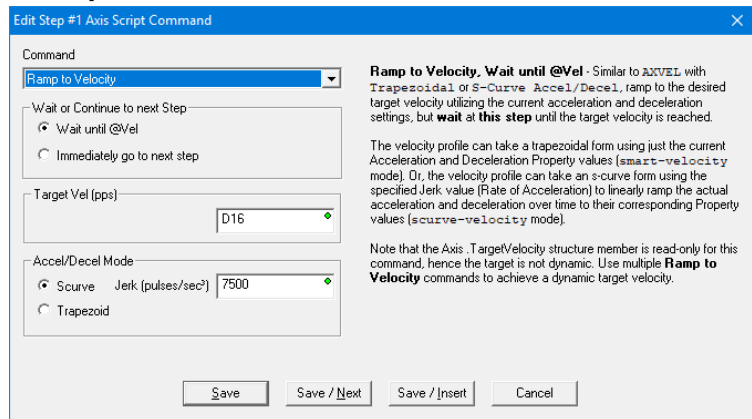 Edit Step #1 Axis Script Command
Command
Ramp to Velocity
Wait or Continue to next Step
Wait until @Vel
Immediately go to next step
Target Vel (pps)
D16
Accel/Decel Mode
Scurve Jerk (pulses/sec³) 7500
Trapezoid
Ramp to Velocity, Wait until @Vel - Similar to AXVEL with
Trapezoidal or S-Curve Accel/Decel, ramp to the desired
target velocity utilizing the current acceleration and deceleration
settings, but wait at this step until the target velocity is reached.
The velocity profile can take a trapezoidal form using just the current
Acceleration and Deceleration Property values (smart-velocity
mode). Or, the velocity profile can take an s-curve form using the
specified Jerk value (Rate of Acceleration) to linearly ramp the actual
acceleration and deceleration over time to their corresponding Property
values (scurve-velocity mode).
Note that the Axis .TargetVelocity structure member is read-only for this
command, hence the target is not dynamic. Use multiple Ramp to
Velocity commands to achieve a dynamic target velocity.
Save Save / Next Save / Insert Cancel